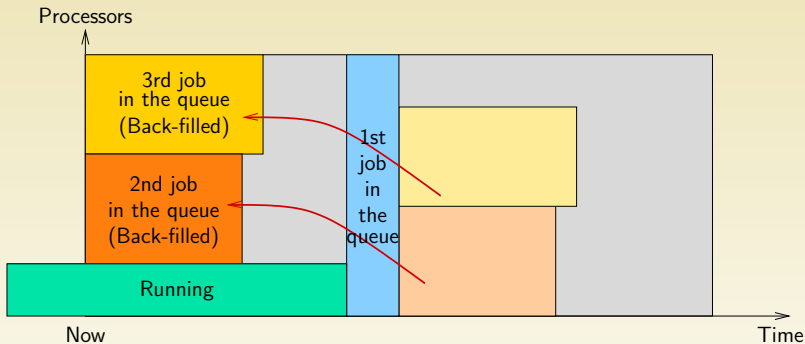 Processors
3rd job
in the queue
(Back-filled)
1st
job
in
the
queue
2nd job
in the queue
(Back-filled)
Running
Now
Time